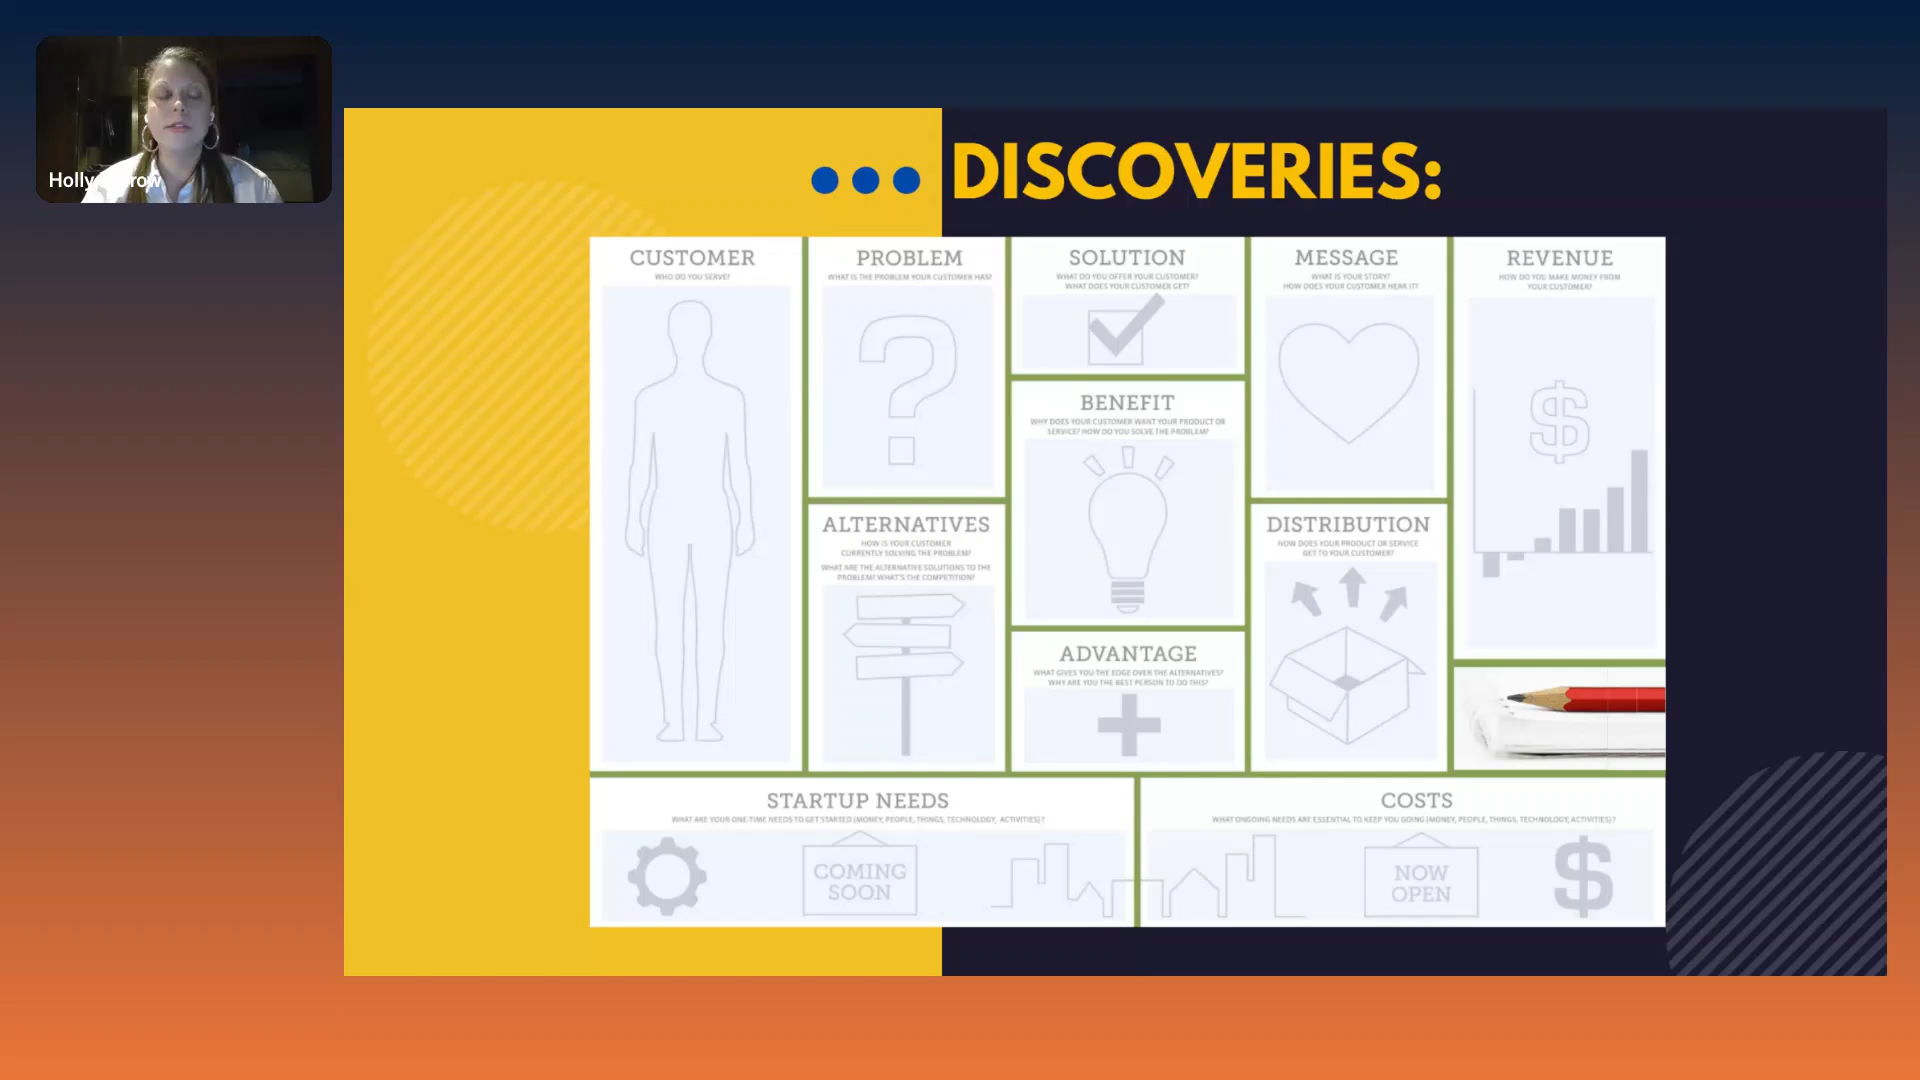 Holly
DISCOVERIES:
CUSTOMER
WHO DO YOU SERVE?
PROBLEM
WHAT IS THE PROBLEM YOUR CUSTOMER HAS?
ALTERNATIVES
HOW IS YOUR CUSTOMER
CURRENTLY SOLVING THE PROBLEM?
WHAT ARE THE ALTERNATIVE SOLUTIONS TO THE
PROBLEM? WHAT'S THE COMPETITION?
SOLUTION
WHAT DO YOU OFFER YOUR CUSTOMER?
WHAT DOES YOUR CUSTOMER GET?
BENEFIT
WHY DOES YOUR CUSTOMER WANT YOUR PRODUCT OR
SERVICE? HOW DO YOU SOLVE THE PROBLEM?
ADVANTAGE
WHAT GIVES YOU THE EDGE OVER THE ALTERNATIVES?
WHY ARE YOU THE BEST PERSON TO DO THIS?
MESSAGE
WHAT IS YOUR STORY?
HOW DOES YOUR CUSTOMER HEAR IT?
DISTRIBUTION
HOW DOES YOUR PRODUCT OR SERVICE
GET TO YOUR CUSTOMER?
REVENUE
HOW DO YOU MAKE MONEY FROM
YOUR CUSTOMER?
$
STARTUP NEEDS
WHAT ARE YOUR ONE-TIME NEEDS TO GET STARTED (MONEY, PEOPLE, THINGS, TECHNOLOGY, ACTIVITIES)?
COMING
SOON
COSTS
WHAT ONGOING NEEDS ARE ESSENTIAL TO KEEP YOU GOING (MONEY, PEOPLE, THINGS, TECHNOLOGY, ACTIVITIES)?
NOW
OPEN
$